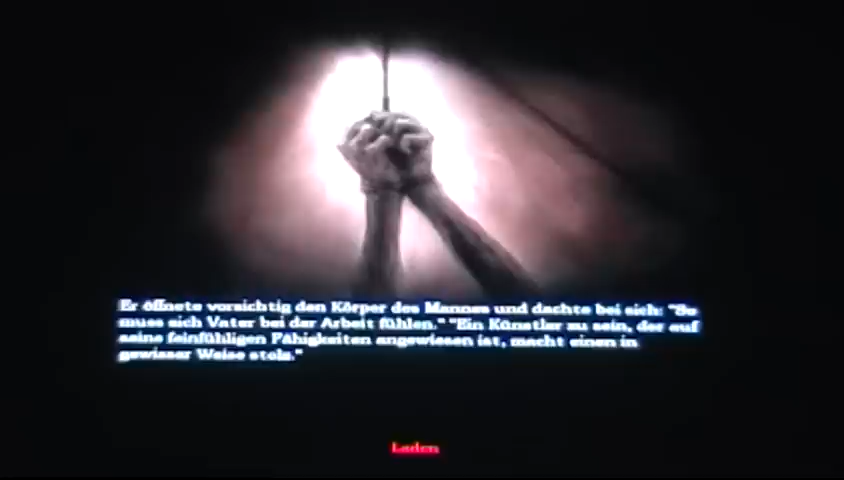 Er öffnete vorsichtig den Körper des Mannes und dachte bei sich: "So
muss sich Vater bei der Arbeit fühlen." "Ein Künstler zu sein, der auf
seine feinfühligen Fähigkeiten angewiesen ist, macht einen in
gewisser Weise stolz."
Laden